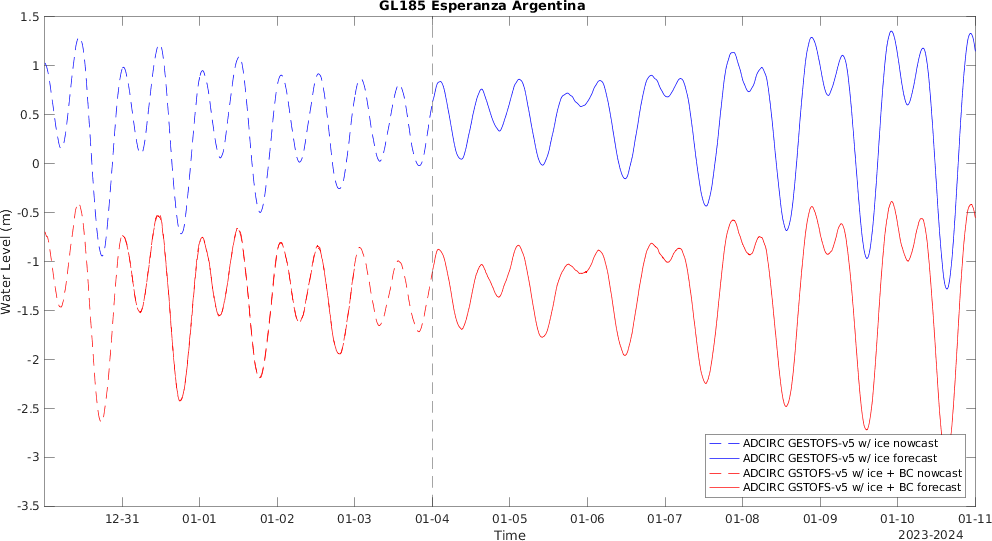 GL185 Esperanza Argentina
Water Level (m)
1.5
1
0.5
0
-0.5
-1
-1.5
-2
-2.5
-3
-3.5
ADCIRC GESTOFS-v5 w/ ice nowcast
ADCIRC GESTOFS-v5 w/ ice forecast
ADCIRC GSTOFS-v5 w/ ice + BC nowcast
ADCIRC GSTOFS-v5 w/ ice + BC forecast
12-31 01-01 01-02 01-03 01-04 01-05 01-06 01-07 01-08 01-09 01-10 01-11
Time
2023-2024